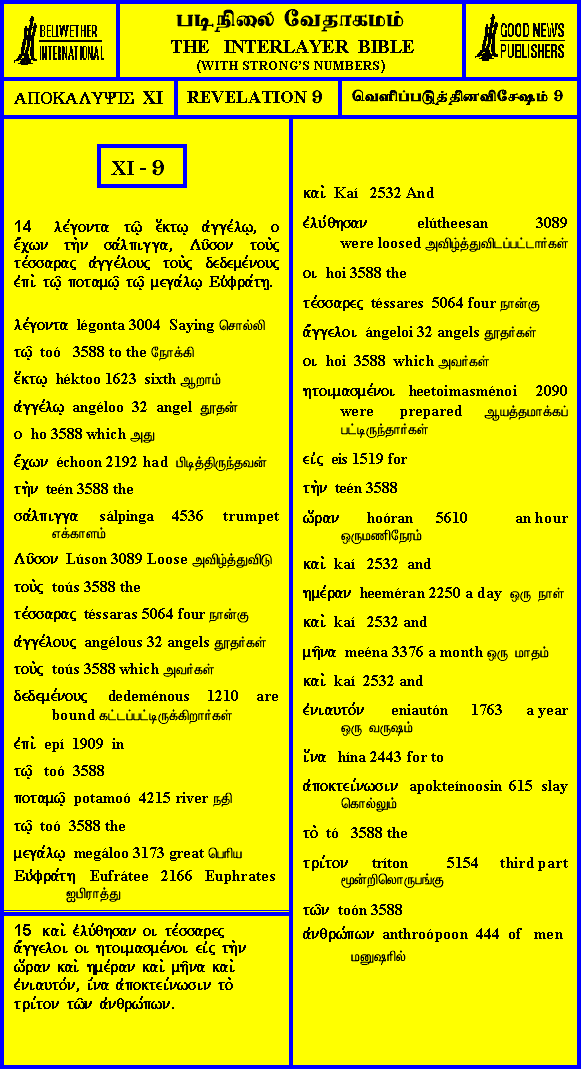 BELLWETHER
INTERNATIONAL
படிநிலை வேதாகமம்
THE INTERLAYER BIBLE
(WITH STRONG'S NUMBERS)
GOOD NEWS
PUBLISHERS
ΑΠΟΚΑΛΥΨΙΣ XI
REVELATION 9
வெளிப்படுத்தினவிசேஷம் 9
XI - 9
14 λέγοντα τῷ ἕκτῳ ἀγγέλῳ, ο
ἔχων τὴν σάλπιγγα, Λῦσον τοὺς
τέσσαρας ἀγγέλους τοὺς δεδεμένους
ἐπὶ τῷ ποταμῷ τῷ μεγάλῳ Εὐφράτῃ.
λέγοντα légonta 3004 Saying சொல்லி
τῷ toó 3588 to the நோக்கி
ἕκτῳ héktoo 1623 sixth ஆறாம்
ἀγγέλῳ angéloo 32 angel தூதன்
ο ho 3588 which அது
ἔχων échoon 2192 had பிடித்திருந்தவன்
τὴν teén 3588 the
σάλπιγγα sálpinga 4536 trumpet
எக்காளம்
Λῦσον Lúson 3089 Loose அவிழ்த்துவிடு
τοὺς toús 3588 the
τέσσαρας téssaras 5064 four நான்கு
ἀγγέλους angélous 32 angels தூதர்கள்
τοὺς toús 3588 which அவர்கள்
δεδεμένους dedeménous 1210 are
bound கட்டப்பட்டிருக்கிறார்கள்
ἐπὶ epí 1909 in
τῷ toó 3588
ποταμῷ potamoó 4215 river நதி
τῷ toó 3588 the
μεγάλῳ megáloo 3173 great பெரிய
Εὐφράτῃ Eufrátee 2166 Euphrates
ஐபிராத்து
15 καὶ ἐλύθησαν οι τέσσαρες
ἄγγελοι οι ητοιμασμένοι εἰς τὴν
ὥραν καὶ ημέραν καὶ μῆνα καὶ
ἐνιαυτόν, ἵνα ἀποκτείνωσιν τὸ
τρίτον τῶν ἀνθρώπων.
καὶ Kaí 2532 And
ἐλύθησαν elútheesan 3089
were loosed அவிழ்த்துவிடப்பட்டார்கள்
οι hoi 3588 the
τέσσαρες téssares 5064 four நான்கு
ἄγγελοι ángeloi 32 angels தூதர்கள்
οι hoi 3588 which அவர்கள்
ητοιμασμένοι heetoimasménoi 2090
were prepared ஆயத்தமாக்கப்
பட்டிருந்தார்கள்
εἰς eis 1519 for
τὴν teén 3588
ὥραν hoóran 5610 an hour
ஒருமணிநேரம்
καὶ kaí 2532 and
ημέραν heeméran 2250 a day ஒரு நாள்
καὶ kaí 2532 and
μῆνα meéna 3376 a month ஒரு மாதம்
καὶ kaí 2532 and
ἐνιαυτόν eniautón 1763 a year
ஒரு வருஷம்
ἵνα hína 2443 for to
ἀποκτείνωσιν apokteínoosin 615 slay
கொல்லும்
τὸ tó 3588 the
τρίτον tríton 5154 third part
மூன்றிலொருபங்கு
τῶν toón 3588
ἀνθρώπων anthroópoon 444 of men
மனுஷரில்